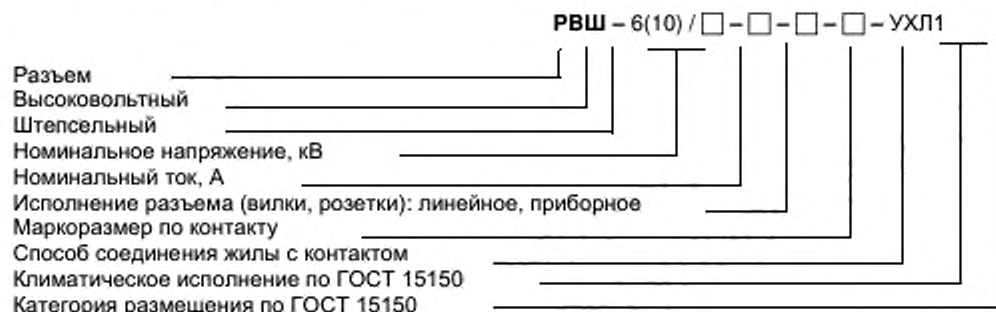 РВШ – 6(10) / □ – □ – □ – □ – УХЛ1
Разъем
Высоковольтный
Штепсельный
Номинальное напряжение, кВ
Номинальный ток, А
Исполнение разъема (вилки, розетки): линейное, приборное
Маркоразмер по контакту
Способ соединения жилы с контактом
Климатическое исполнение по ГОСТ 15150
Категория размещения по ГОСТ 15150